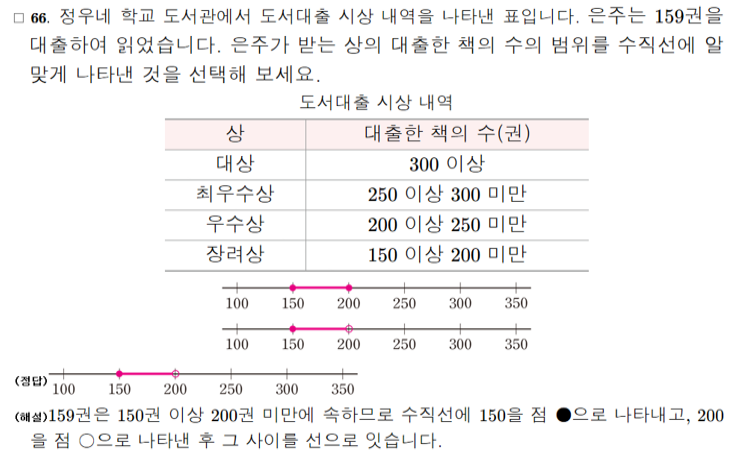 □ 66. 정우네 학교 도서관에서 도서대출 시상 내역을 나타낸 표입니다. 은주는 159권을
대출하여 읽었습니다. 은주가 받는 상의 대출한 책의 수의 범위를 수직선에 알
맞게 나타낸 것을 선택해 보세요.
도서대출 시상 내역
상 대출한 책의 수(권)
대상 300 이상
최우수상 250 이상 300 미만
우수상 200 이상 250 미만
장려상 150 이상 200 미만
100 150 200 250 300 350
100 150 200 250 300 350
(정답)
100 150 200 250 300 350
(해설)159권은 150권 이상 200권 미만에 속하므로 수직선에 150을 점 ●으로 나타내고, 200
을 점 ○으로 나타낸 후 그 사이를 선으로 잇습니다.